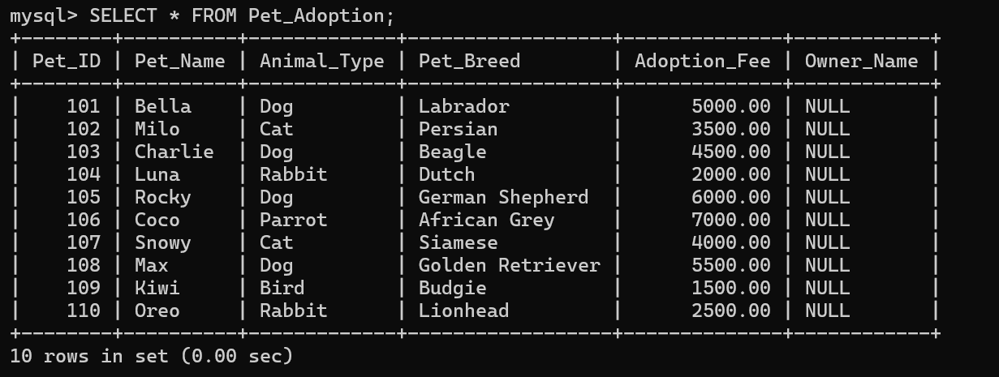 mysql> SELECT * FROM Pet_Adoption;
+--------+----------+-------------+------------------+--------------+------------+
| Pet_ID | Pet_Name | Animal_Type | Pet_Breed        | Adoption_Fee | Owner_Name |
+--------+----------+-------------+------------------+--------------+------------+
|    101 | Bella    | Dog         | Labrador         |      5000.00 | NULL       |
|    102 | Milo     | Cat         | Persian          |      3500.00 | NULL       |
|    103 | Charlie  | Dog         | Beagle           |      4500.00 | NULL       |
|    104 | Luna     | Rabbit      | Dutch            |      2000.00 | NULL       |
|    105 | Rocky    | Dog         | German Shepherd  |      6000.00 | NULL       |
|    106 | Coco     | Parrot      | African Grey     |      7000.00 | NULL       |
|    107 | Snowy    | Cat         | Siamese          |      4000.00 | NULL       |
|    108 | Max      | Dog         | Golden Retriever |      5500.00 | NULL       |
|    109 | Kiwi     | Bird        | Budgie           |      1500.00 | NULL       |
|    110 | Oreo     | Rabbit      | Lionhead         |      2500.00 | NULL       |
+--------+----------+-------------+------------------+--------------+------------+
10 rows in set (0.00 sec)